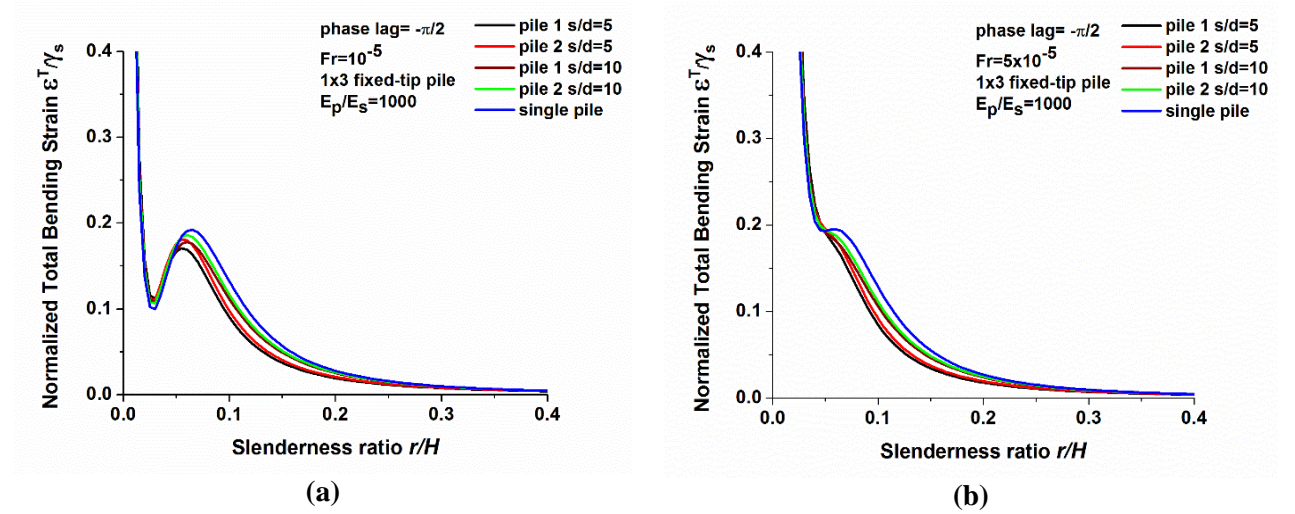 phase lag= -π/2
Fr=10⁻⁵
1x3 fixed-tip pile
Eₚ/Eₛ=1000
pile 1 s/d=5
pile 2 s/d=5
pile 1 s/d=10
pile 2 s/d=10
single pile
Normalized Total Bending Strain εᵀ/γₛ
0.4
0.3
0.2
0.1
0.0
0.0 0.1 0.2 0.3 0.4
Slenderness ratio r/H
(a)
phase lag= -π/2
Fr=5x10⁻⁵
1x3 fixed-tip pile
Eₚ/Eₛ=1000
pile 1 s/d=5
pile 2 s/d=5
pile 1 s/d=10
pile 2 s/d=10
single pile
Normalized Total Bending Strain εᵀ/γₛ
0.4
0.3
0.2
0.1
0.0
0.0 0.1 0.2 0.3 0.4
Slenderness ratio r/H
(b)